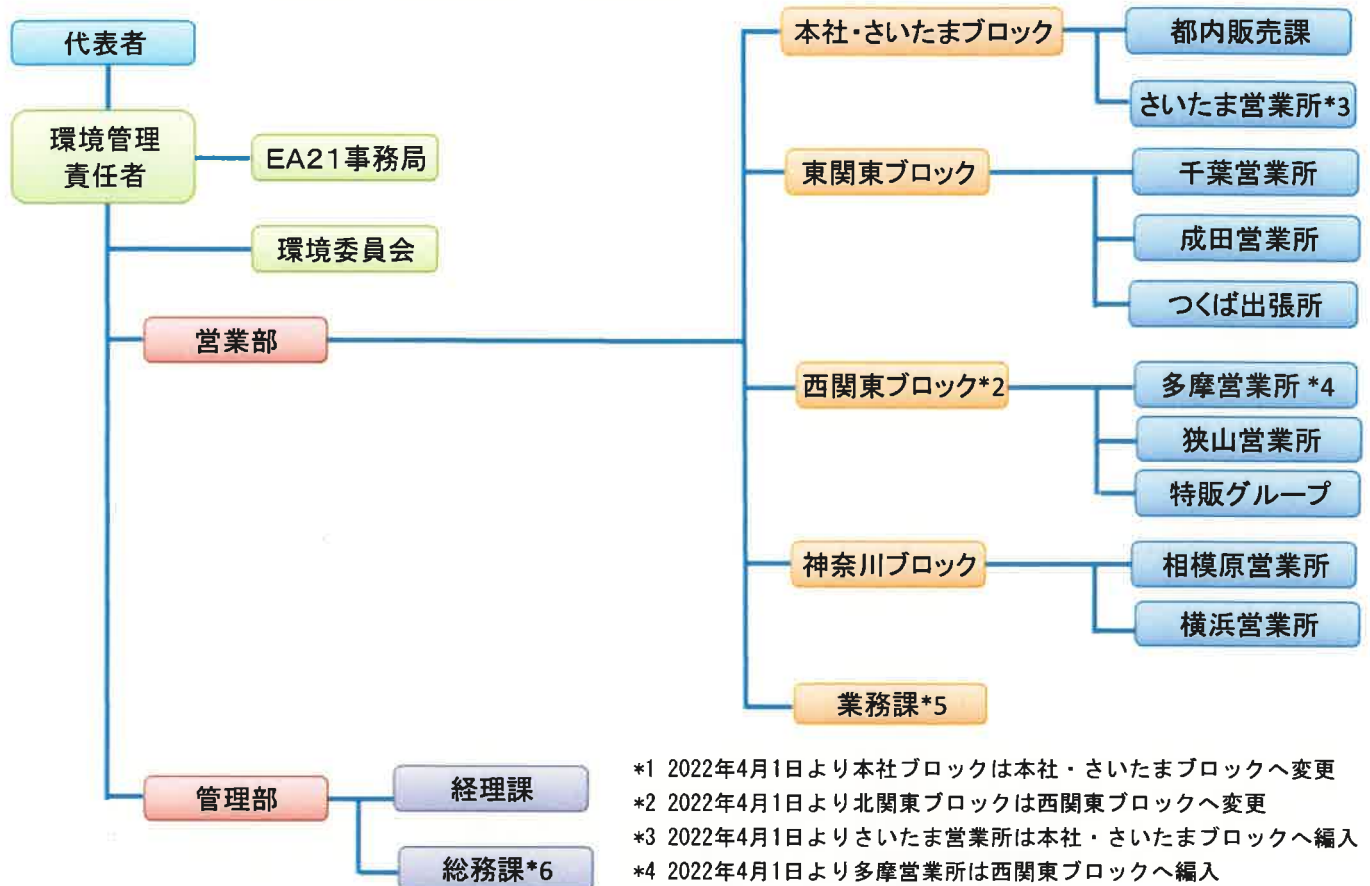 代表者
環境管理
責任者
EA21事務局
環境委員会
営業部
本社・さいたまブロック
都内販売課
さいたま営業所*3
東関東ブロック
千葉営業所
成田営業所
つくば出張所
西関東ブロック*2
多摩営業所 *4
狭山営業所
特販グループ
神奈川ブロック
相模原営業所
横浜営業所
業務課*5
管理部
経理課
総務課*6
*1 2022年4月1日より本社ブロックは本社・さいたまブロックへ変更
*2 2022年4月1日より北関東ブロックは西関東ブロックへ変更
*3 2022年4月1日よりさいたま営業所は本社・さいたまブロックへ編入
*4 2022年4月1日より多摩営業所は西関東ブロックへ編入